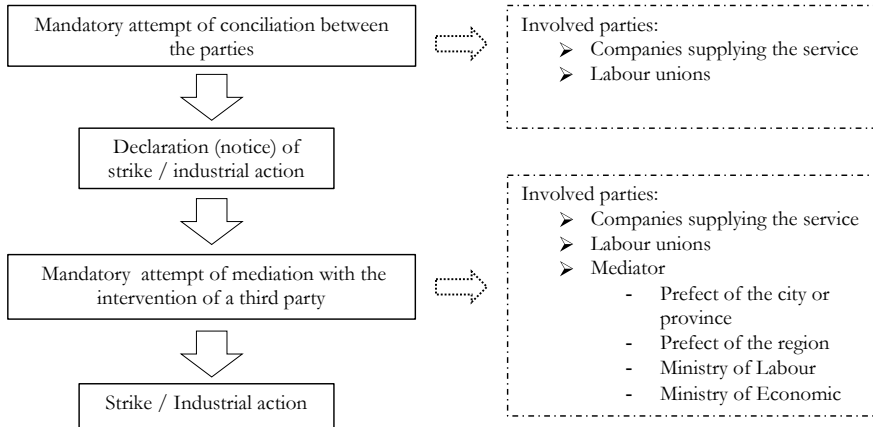 Mandatory attempt of conciliation between
the parties
Involved parties:
➢ Companies supplying the service
➢ Labour unions
Declaration (notice) of
strike / industrial action
Mandatory attempt of mediation with the
intervention of a third party
Involved parties:
➢ Companies supplying the service
➢ Labour unions
➢ Mediator
- Prefect of the city or
province
- Prefect of the region
- Ministry of Labour
- Ministry of Economic
Strike / Industrial action